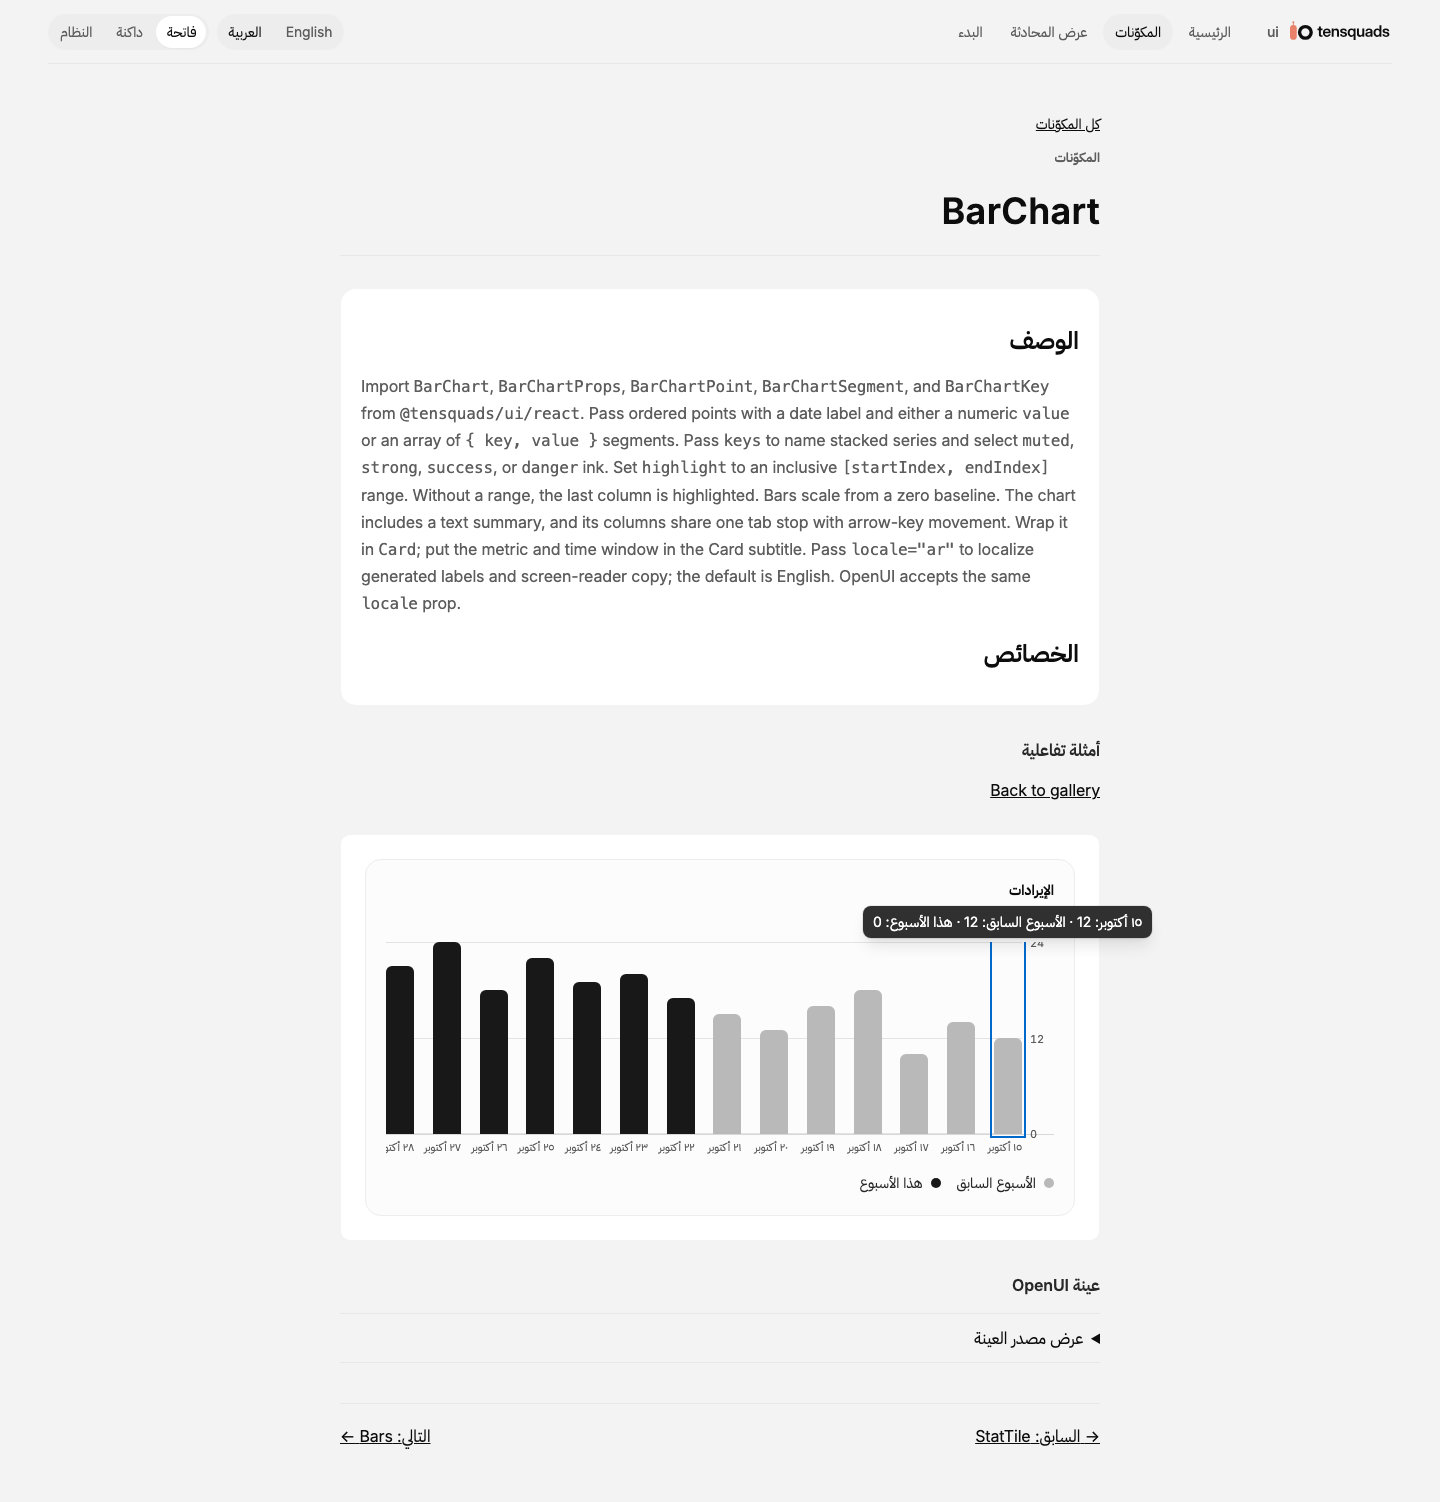 tensquads ui
الرئيسية
المكوّنات
عرض المحادثة
البدء
English
العربية
فاتحة
داكنة
النظام
كل المكوّنات
المكوّنات
BarChart
الوصف
Import BarChart, BarChartProps, BarChartPoint, BarChartSegment, and BarChartKey
from @tensquads/ui/react. Pass ordered points with a date label and either a numeric value
or an array of { key, value } segments. Pass keys to name stacked series and select muted,
strong, success, or danger ink. Set highlight to an inclusive [startIndex, endIndex]
range. Without a range, the last column is highlighted. Bars scale from a zero baseline. The chart
includes a text summary, and its columns share one tab stop with arrow-key movement. Wrap it
in Card; put the metric and time window in the Card subtitle. Pass locale="ar" to localize
generated labels and screen-reader copy; the default is English. OpenUI accepts the same
locale prop.
الخصائص
أمثلة تفاعلية
Back to gallery
الإيرادات
١٥ أكتوبر: 12 · الأسبوع السابق: 12 · هذا الأسبوع: 0
24
12
0
١٥ أكتوبر
١٦ أكتوبر
١٧ أكتوبر
١٨ أكتوبر
١٩ أكتوبر
٢٠ أكتوبر
٢١ أكتوبر
٢٢ أكتوبر
٢٣ أكتوبر
٢٤ أكتوبر
٢٥ أكتوبر
٢٦ أكتوبر
٢٧ أكتوبر
٢٨ أكتو
الأسبوع السابق
هذا الأسبوع
عينة OpenUI
عرض مصدر العينة
→ السابق: StatTile
التالي: Bars ←